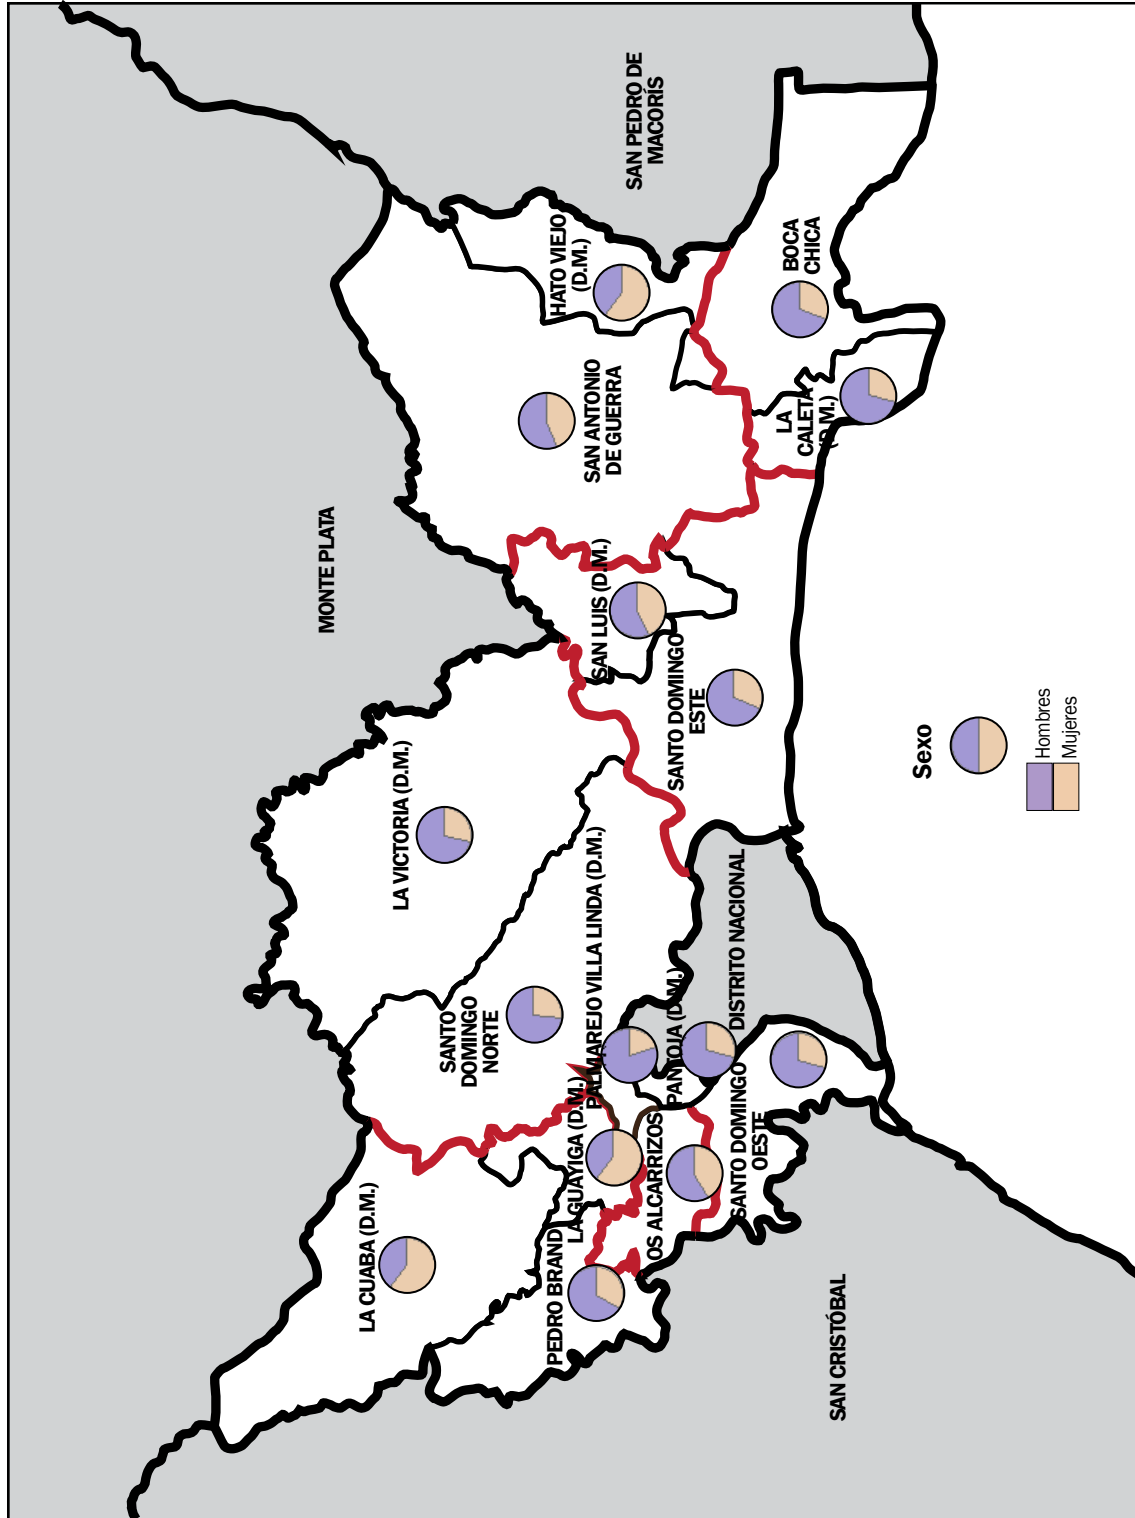 MONTE PLATA
LA CUABA (D.M.)
LA VICTORIA (D.M.)
SANTO
DOMINGO
NORTE
HATO VIEJO
(D.M.)
SAN PEDRO DE
MACORÍS
SAN ANTONIO
DE GUERRA
PEDRO BRAND
LA GUAYIGA (D.M.)
PALMAREJO VILLA LINDA (D.M.)
SAN LUIS (D.M.)
OS ALCARRIZOS
PANTOJA (D.M.)
SANTO DOMINGO
ESTE
SANTO DOMINGO
OESTE
DISTRITO NACIONAL
LA
CALETA
(D.M.)
BOCA
CHICA
SAN CRISTÓBAL
Sexo
Hombres
Mujeres